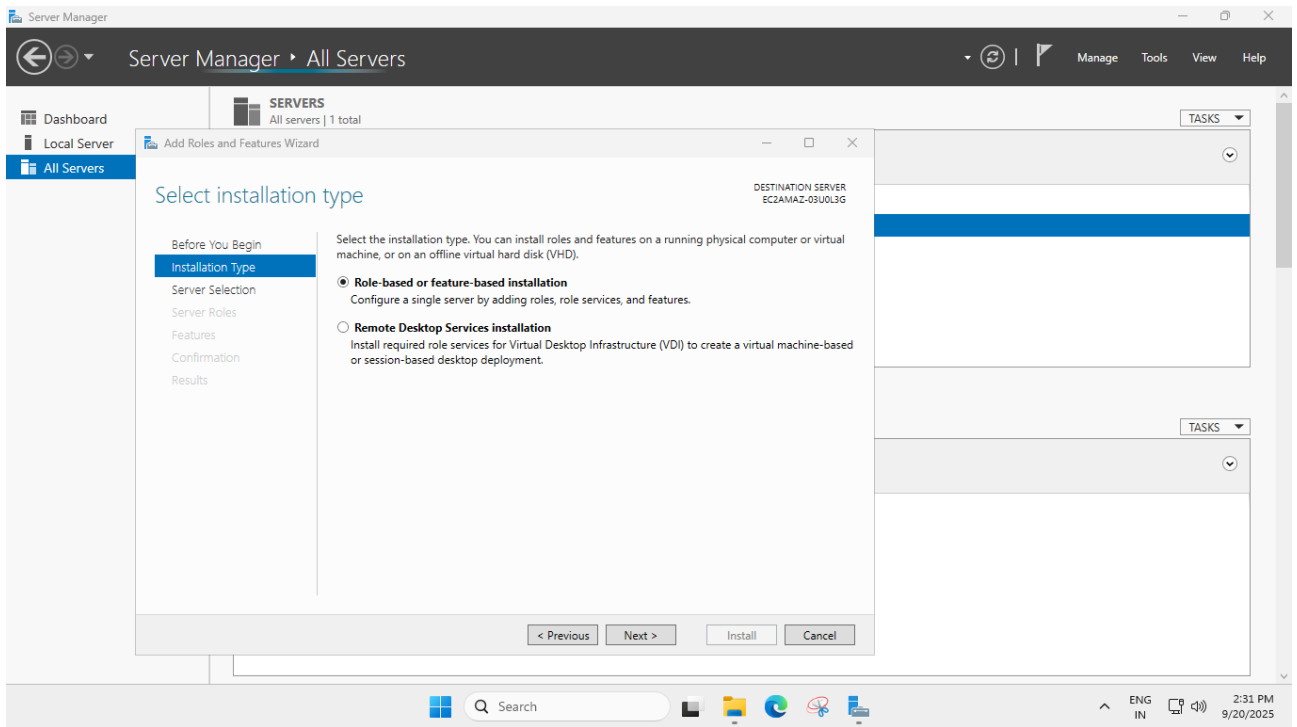 Server Manager
Server Manager ‣ All Servers
Manage Tools View Help
Dashboard
Local Server
All Servers
SERVERS
All servers | 1 total
TASKS
Add Roles and Features Wizard
Select installation type
DESTINATION SERVER
EC2AMAZ-03U0L3G
Before You Begin
Installation Type
Server Selection
Server Roles
Features
Confirmation
Results
Select the installation type. You can install roles and features on a running physical computer or virtual
machine, or on an offline virtual hard disk (VHD).
Role-based or feature-based installation
Configure a single server by adding roles, role services, and features.
Remote Desktop Services installation
Install required role services for Virtual Desktop Infrastructure (VDI) to create a virtual machine-based
or session-based desktop deployment.
< Previous Next > Install Cancel
TASKS
Search
ENG
IN
2:31 PM
9/20/2025